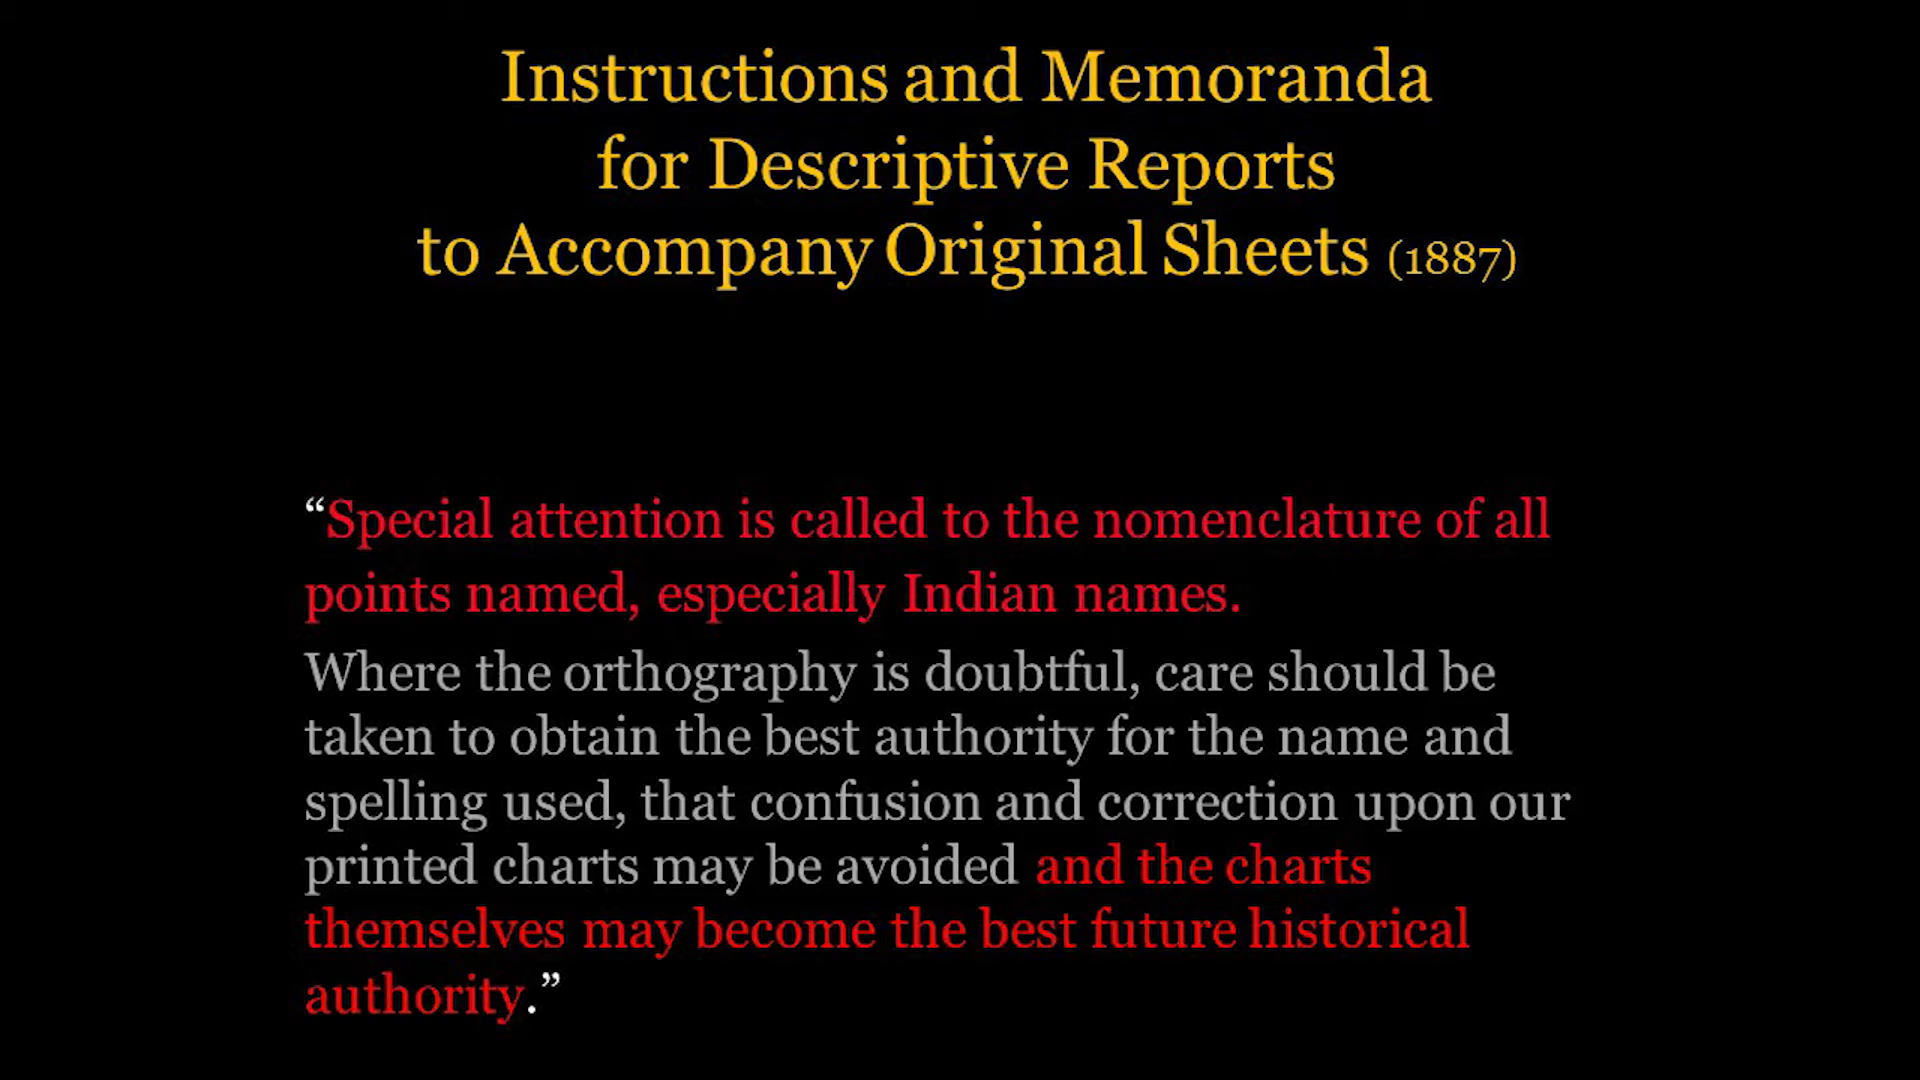 Instructions and Memoranda
for Descriptive Reports
to Accompany Original Sheets (1887)
“Special attention is called to the nomenclature of all
points named, especially Indian names.
Where the orthography is doubtful, care should be
taken to obtain the best authority for the name and
spelling used, that confusion and correction upon our
printed charts may be avoided and the charts
themselves may become the best future historical
authority.”